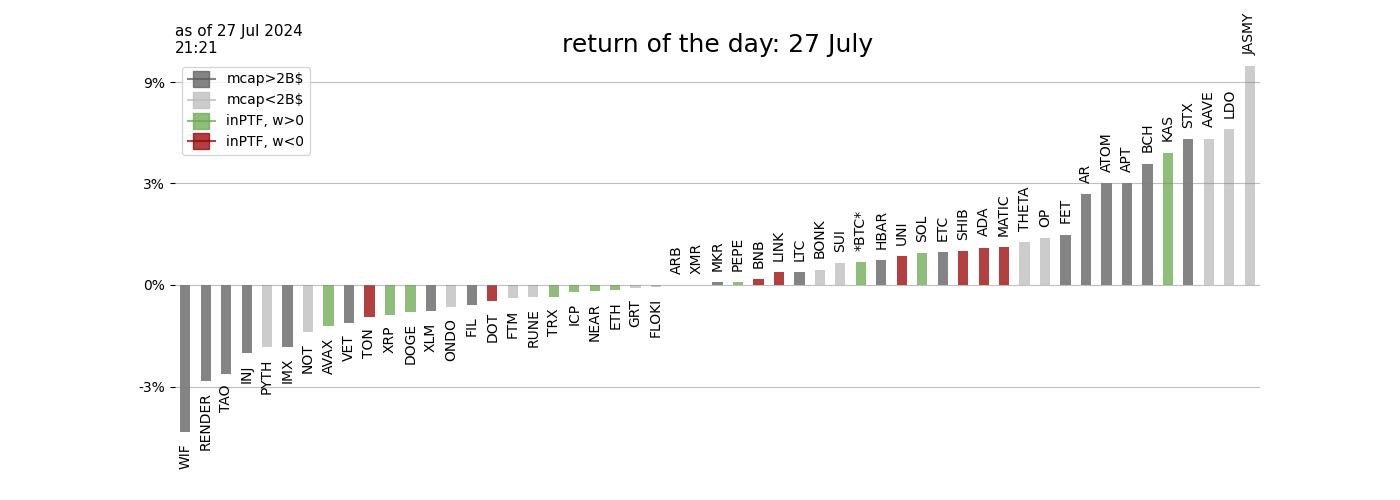 as of 27 Jul 2024
21:21
return of the day: 27 July
mcap>2B$
mcap<2B$
inPTF, w>0
inPTF, w<0
9%
3%
0%
-3%
WIF
RENDER
TAO
INJ
PYTH
IMX
NOT
AVAX
VET
TON
XRP
DOGE
XLM
ONDO
FIL
DOT
FTM
RUNE
TRX
ICP
NEAR
ETH
GRT
FLOKI
ARB
XMR
MKR
PEPE
BNB
LINK
LTC
BONK
SUI
*BTC*
HBAR
UNI
SOL
ETC
SHIB
ADA
MATIC
THETA
OP
FET
AR
ATOM
APT
BCH
KAS
STX
AAVE
LDO
JASMY